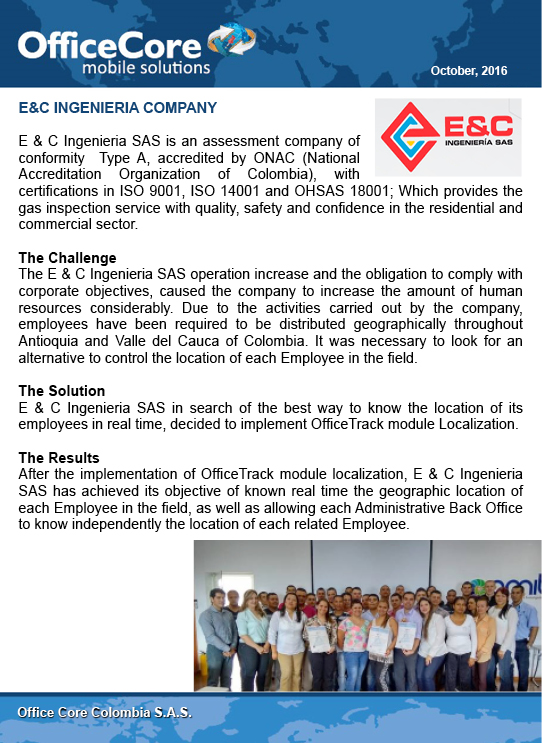 OfficeCore
mobile solutions
October, 2016
E&C INGENIERIA COMPANY
E&C
INGENIERÍA SAS
E & C Ingenieria SAS is an assessment company of
conformity Type A, accredited by ONAC (National
Accreditation Organization of Colombia), with
certifications in ISO 9001, ISO 14001 and OHSAS 18001; Which provides the
gas inspection service with quality, safety and confidence in the residential and
commercial sector.
The Challenge
The E & C Ingenieria SAS operation increase and the obligation to comply with
corporate objectives, caused the company to increase the amount of human
resources considerably. Due to the activities carried out by the company,
employees have been required to be distributed geographically throughout
Antioquia and Valle del Cauca of Colombia. It was necessary to look for an
alternative to control the location of each Employee in the field.
The Solution
E & C Ingenieria SAS in search of the best way to know the location of its
employees in real time, decided to implement OfficeTrack module Localization.
The Results
After the implementation of OfficeTrack module localization, E & C Ingenieria
SAS has achieved its objective of known real time the geographic location of
each Employee in the field, as well as allowing each Administrative Back Office
to know independently the location of each related Employee.
Office Core Colombia S.A.S.